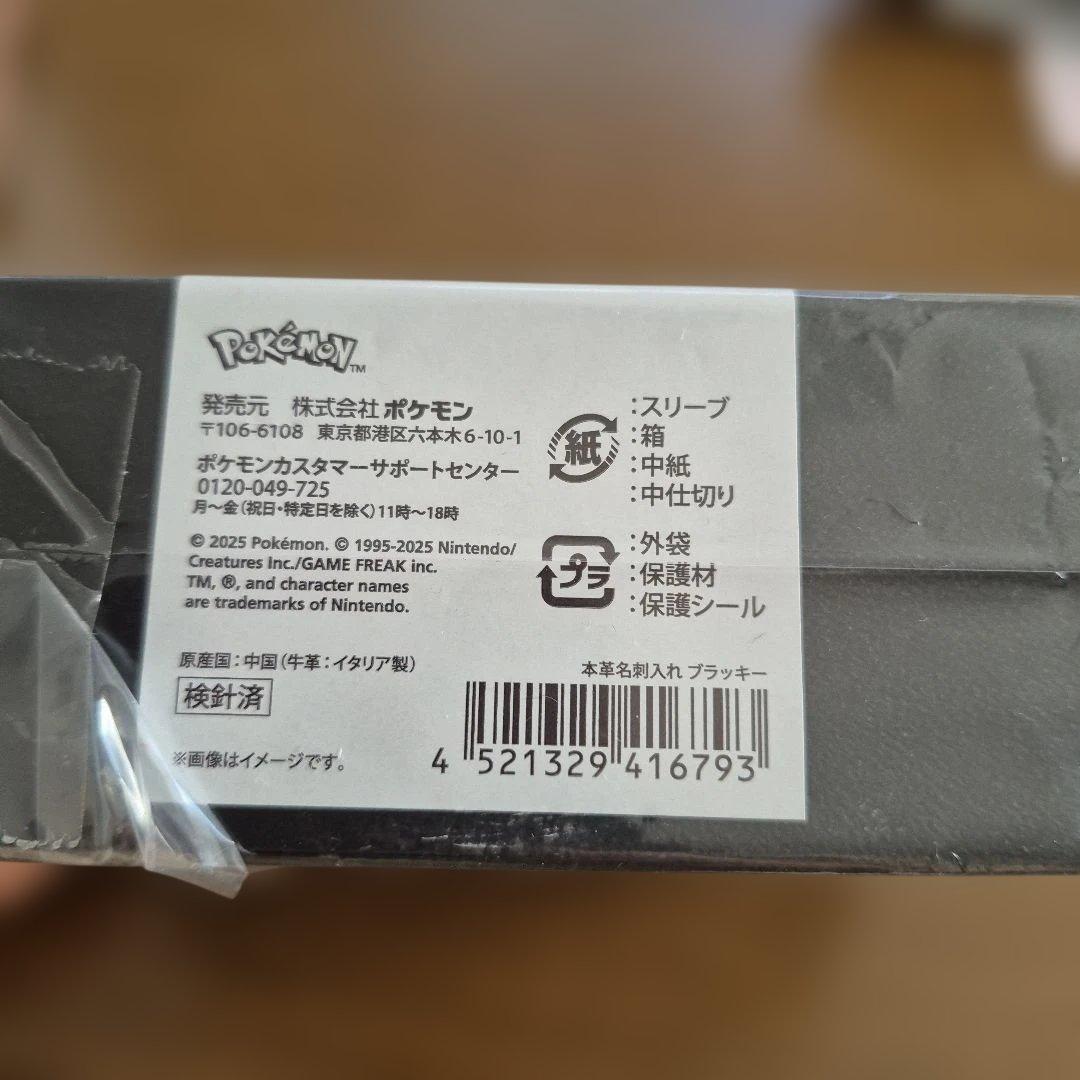 POKéMON™
発売元 株式会社 ポケモン
〒106-6108 東京都港区六本木6-10-1
ポケモンカスタマーサポートセンター
0120-049-725
月～金(祝日・特定日を除く)11時～18時
© 2025 Pokémon. © 1995-2025 Nintendo/
Creatures Inc./GAME FREAK inc.
TM, ®, and character names
are trademarks of Nintendo.
原産国:中国(牛革:イタリア製)
検針済
※画像はイメージです。
紙
:スリーブ
:箱
:中紙
:中仕切り
プラ
:外袋
:保護材
:保護シール
本革名刺入れ ブラッキー
4 521329 416793